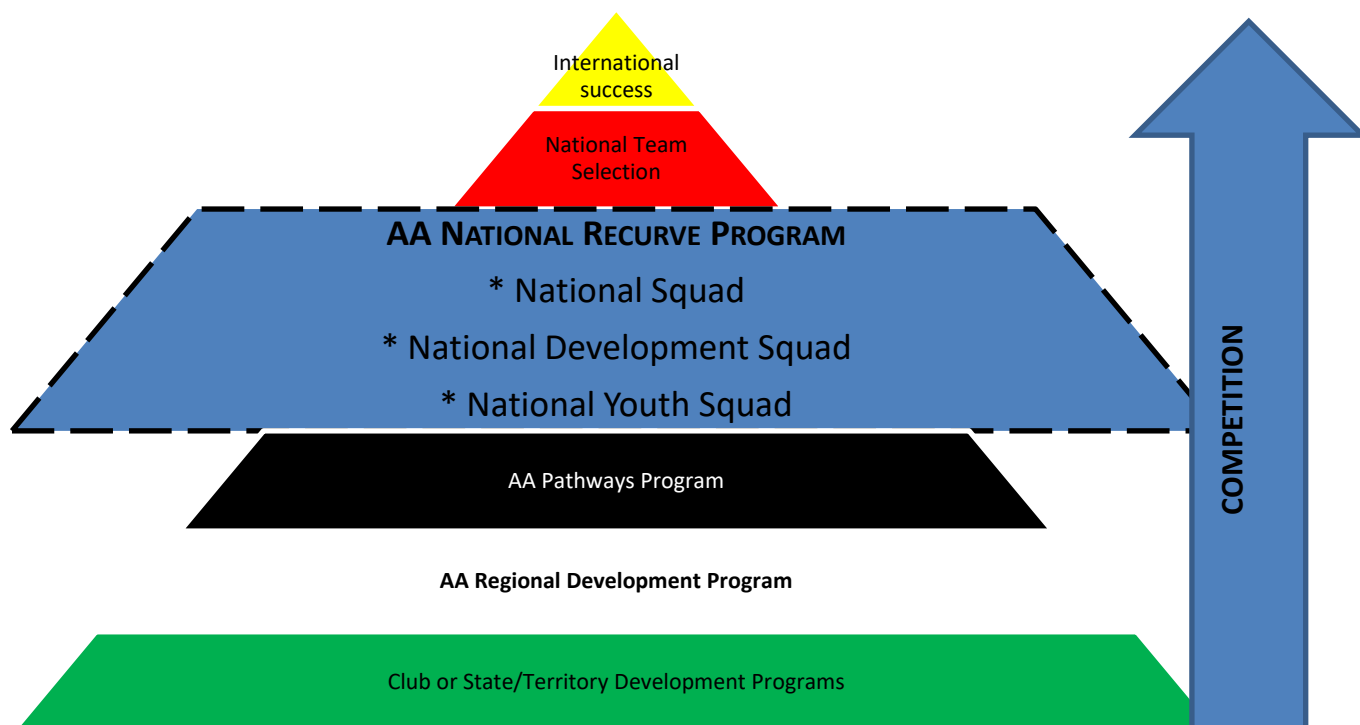 International
success
National Team
Selection
AA NATIONAL RECURVE PROGRAM
* National Squad
* National Development Squad
* National Youth Squad
AA Pathways Program
AA Regional Development Program
Club or State/Territory Development Programs
COMPETITION